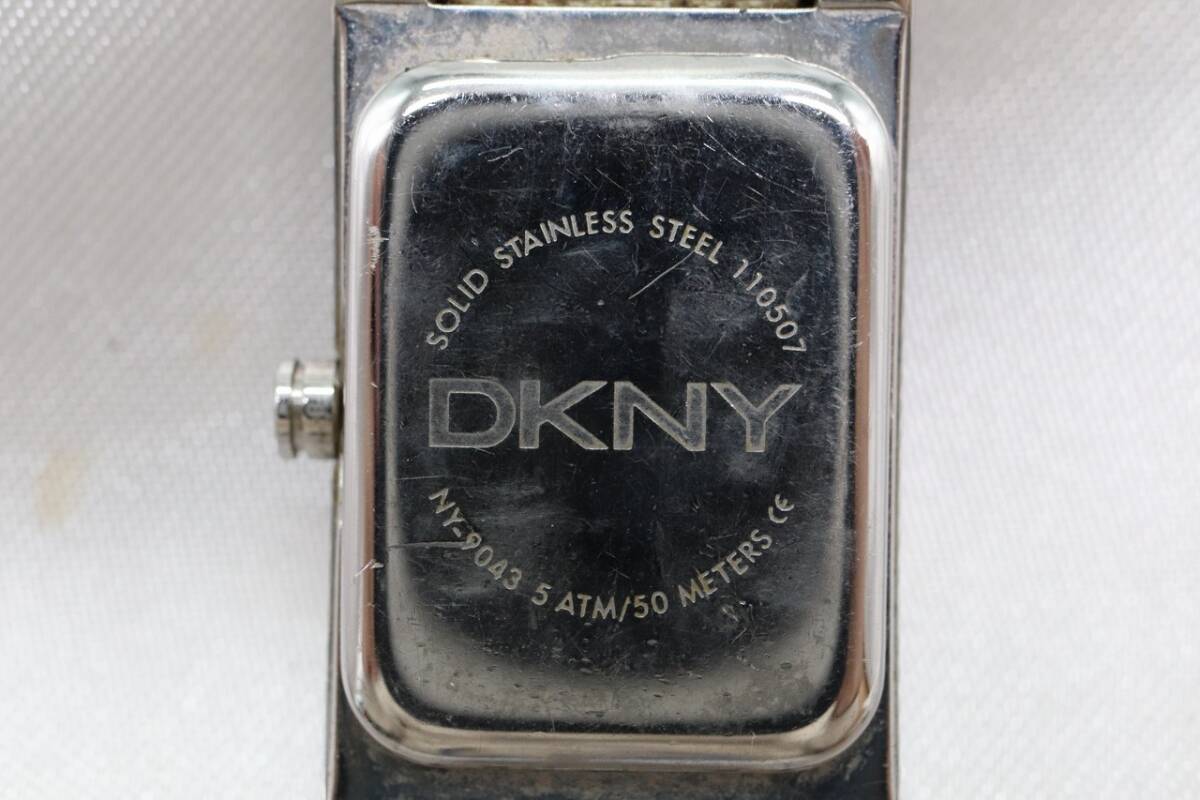 SOLID STAINLESS STEEL 110507
DKNY
NY-9043 5 ATM/50 METERS CE